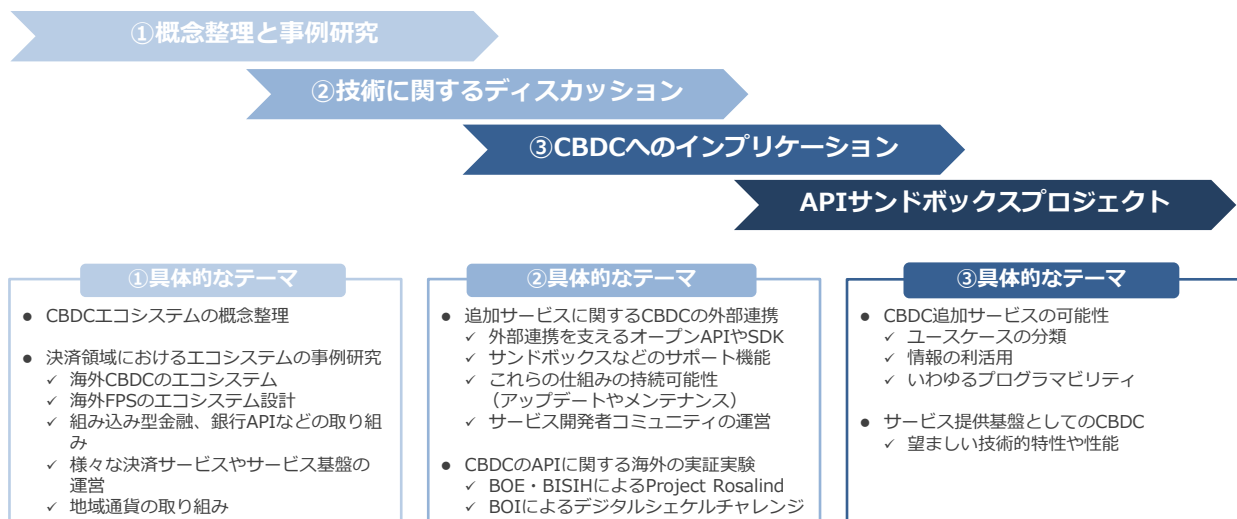 ①概念整理と事例研究
②技術に関するディスカッション
③CBDCへのインプリケーション
APIサンドボックスプロジェクト
①具体的なテーマ
● CBDCエコシステムの概念整理
● 決済領域におけるエコシステムの事例研究
✓ 海外CBDCのエコシステム
✓ 海外FPSのエコシステム設計
✓ 組み込み型金融、銀行APIなどの取り組
み
✓ 様々な決済サービスやサービス基盤の
運営
✓ 地域通貨の取り組み
②具体的なテーマ
● 追加サービスに関するCBDCの外部連携
✓ 外部連携を支えるオープンAPIやSDK
✓ サンドボックスなどのサポート機能
✓ これらの仕組みの持続可能性
（アップデートやメンテナンス）
✓ サービス開発者コミュニティの運営
● CBDCのAPIに関する海外の実証実験
✓ BOE・BISIHによるProject Rosalind
✓ BOIによるデジタルシェケルチャレンジ
③具体的なテーマ
● CBDC追加サービスの可能性
✓ ユースケースの分類
✓ 情報の利活用
✓ いわゆるプログラマビリティ
● サービス提供基盤としてのCBDC
✓ 望ましい技術的特性や性能